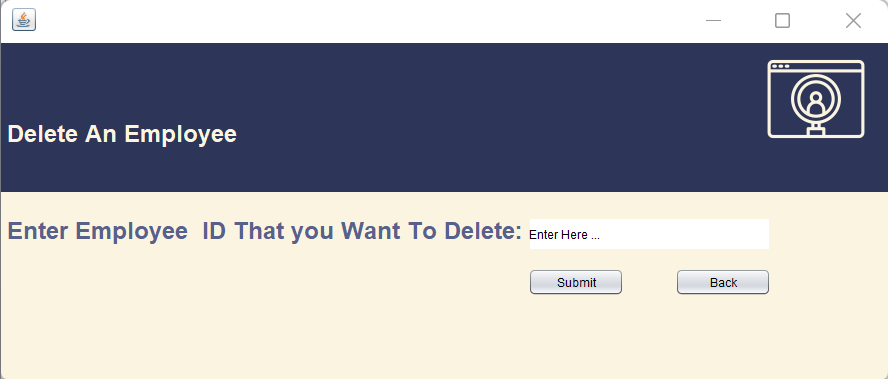 Delete An Employee
Enter Employee  ID That you Want To Delete: Enter Here ...
Submit Back